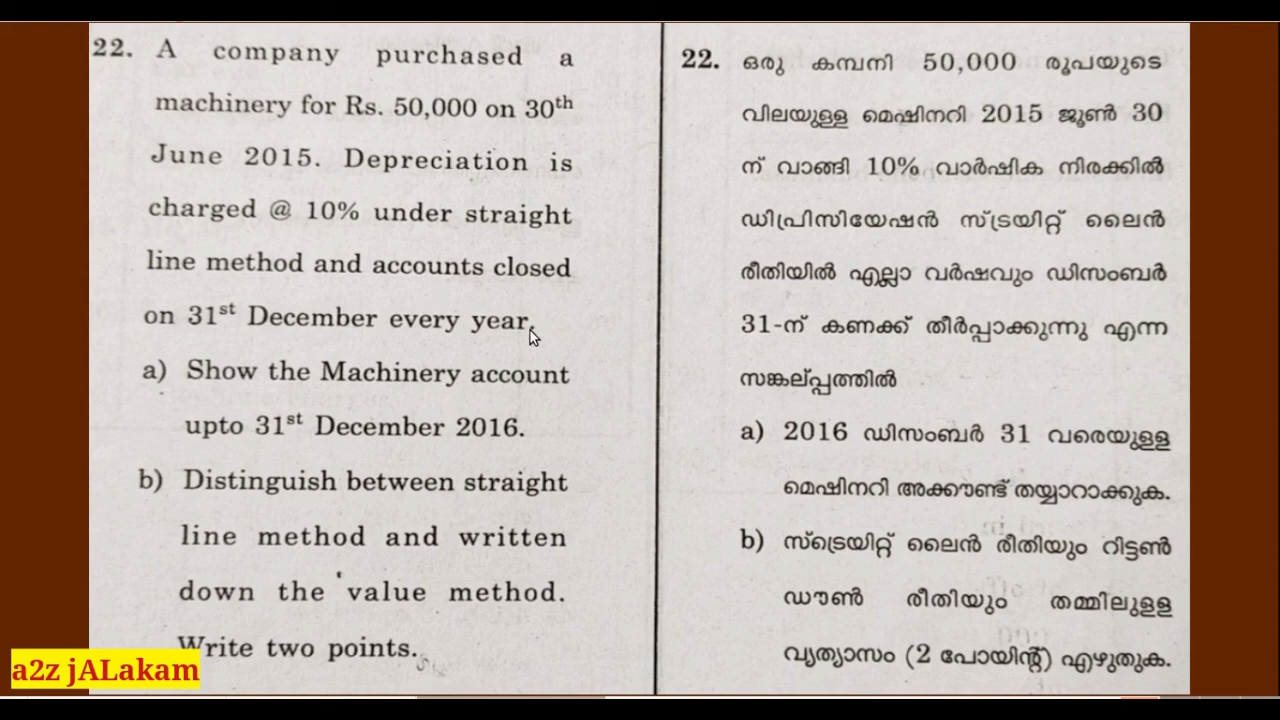 22. A company purchased a
machinery for Rs. 50,000 on 30th
June 2015. Depreciation is
charged @ 10% under straight
line method and accounts closed
on 31st December every year.
a) Show the Machinery account
upto 31st December 2016.
b) Distinguish between straight
line method and written
down the value method.
Write two points.
22. ഒരു കമ്പനി 50,000 രൂപയുടെ
വിലയുള്ള മെഷിനറി 2015 ജൂൺ 30
ന് വാങ്ങി 10% വാർഷിക നിരക്കിൽ
ഡിപ്രിസിയേഷൻ സ്ട്രയിറ്റ് ലൈൻ
രീതിയിൽ എല്ലാ വർഷവും ഡിസംബർ
31-ന് കണക്ക് തീർപ്പാക്കുന്നു എന്ന
സങ്കല്പ്പത്തിൽ
a) 2016 ഡിസംബർ 31 വരെയുള്ള
മെഷിനറി അക്കൗണ്ട് തയ്യാറാക്കുക.
b) സ്ട്രെയിറ്റ് ലൈൻ രീതിയും റിട്ടൺ
ഡൗൺ രീതിയും തമ്മിലുള്ള
വ്യത്യാസം (2 പോയിന്റ്) എഴുതുക.
a2z jALakam